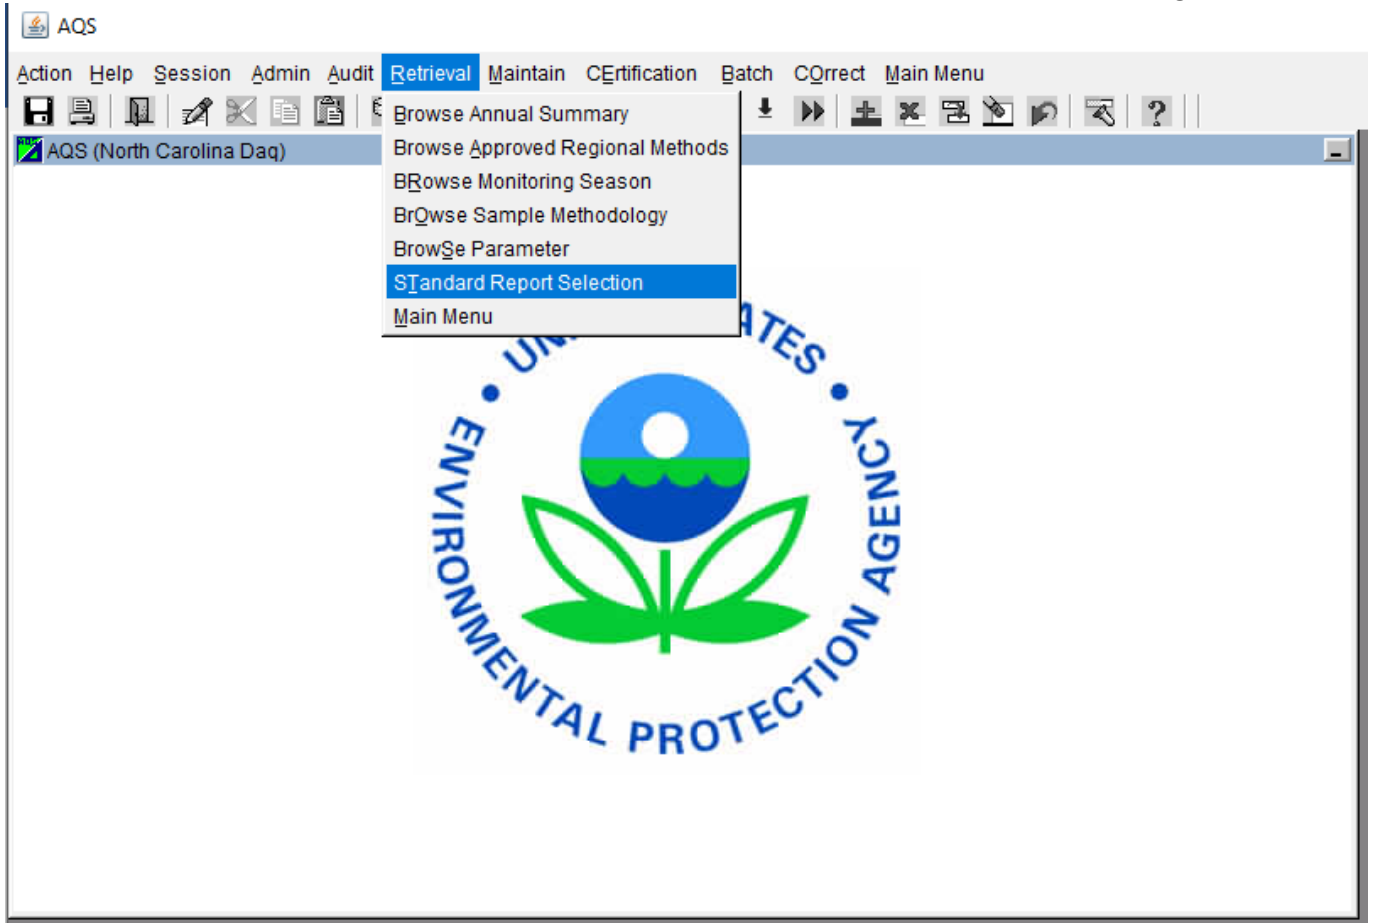 AQS
Action Help Session Admin Audit Retrieval Maintain CErtification Batch COrrect Main Menu
AQS (North Carolina Daq)
Browse Annual Summary
Browse Approved Regional Methods
BRowse Monitoring Season
BrOwse Sample Methodology
BrowSe Parameter
STandard Report Selection
Main Menu
ENVIRONMENTAL PROTECTION AGENCY